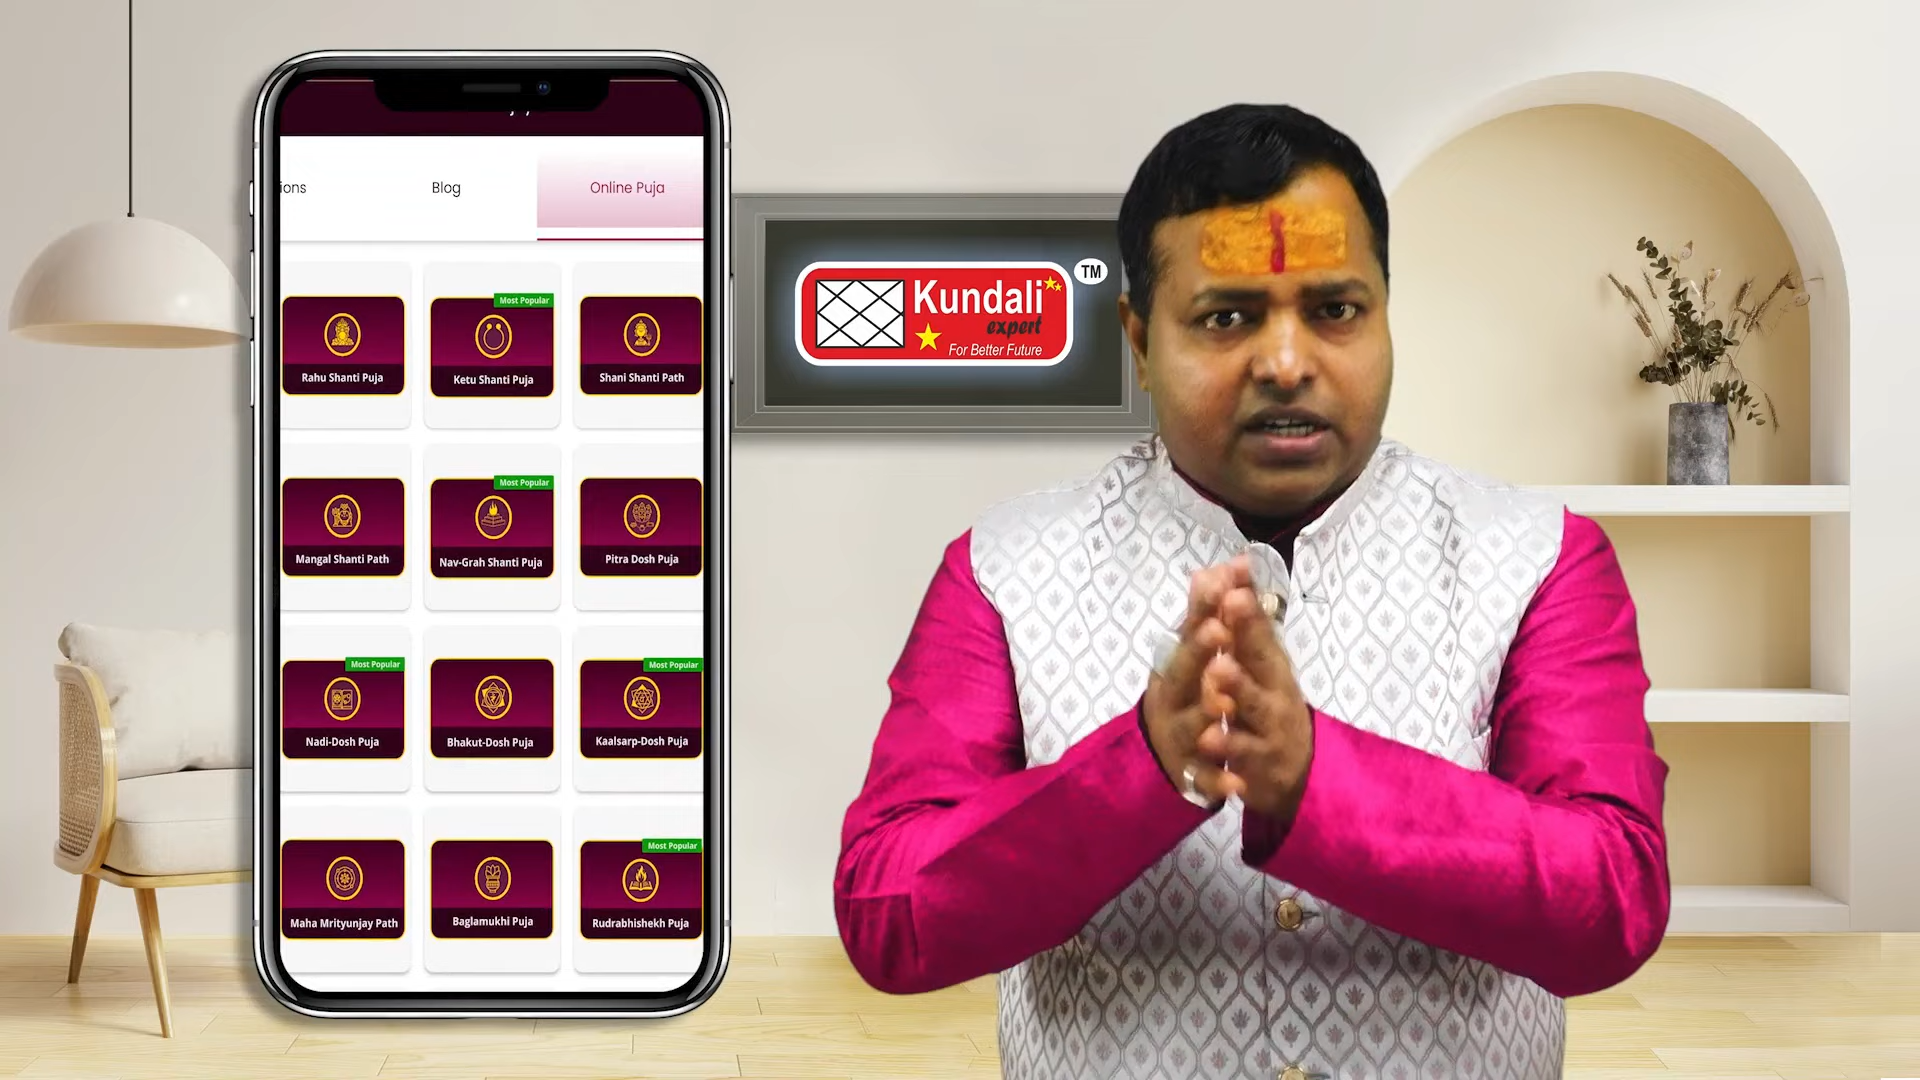 ions
Blog
Online Puja
Rahu Shanti Puja
Most Popular
Ketu Shanti Puja
Shani Shanti Path
Mangal Shanti Path
Most Popular
Nav-Grah Shanti Puja
Pitra Dosh Puja
Most Popular
Nadi-Dosh Puja
Bhakut-Dosh Puja
Most Popular
Kaalsarp-Dosh Puja
Maha Mrityunjay Path
Baglamukhi Puja
Most Popular
Rudrabhishekh Puja
TM
Kundali
expert
For Better Future